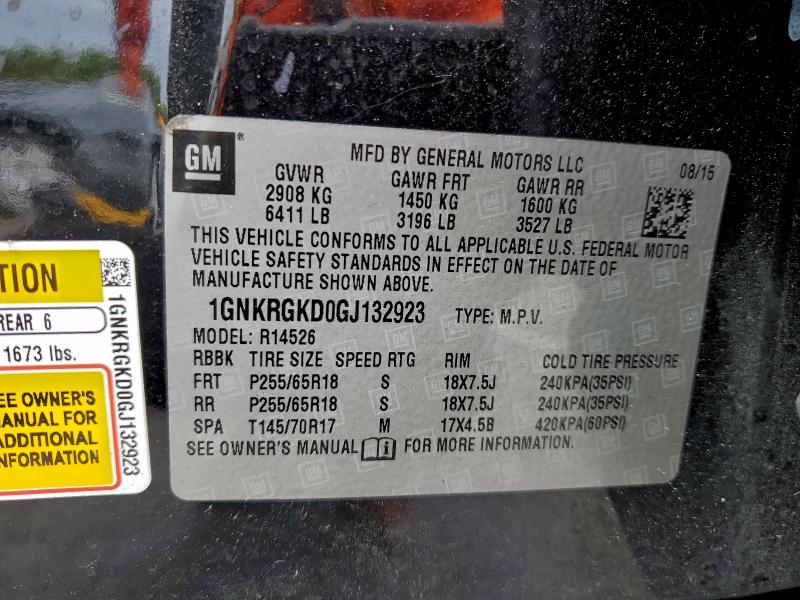 GM
MFD BY GENERAL MOTORS LLC
08/15
GVWR GAWR FRT GAWR RR
2908 KG 1450 KG 1600 KG
6411 LB 3196 LB 3527 LB
THIS VEHICLE CONFORMS TO ALL APPLICABLE U.S. FEDERAL MOTOR
VEHICLE SAFETY STANDARDS IN EFFECT ON THE DATE OF
MANUFACTURE SHOWN ABOVE.
1GNKRGKD0GJ132923 TYPE: M.P.V.
MODEL: R14526
RBBK TIRE SIZE SPEED RTG RIM COLD TIRE PRESSURE
FRT P255/65R18 S 18X7.5J 240KPA(35PSI)
RR P255/65R18 S 18X7.5J 240KPA(35PSI)
SPA T145/70R17 M 17X4.5B 420KPA(60PSI)
SEE OWNER'S MANUAL FOR MORE INFORMATION.
TION
REAR 6
1673 lbs.
EE OWNER'S
ANUAL FOR
ADDITIONAL
NFORMATION
1GNKRGKD0GJ132923